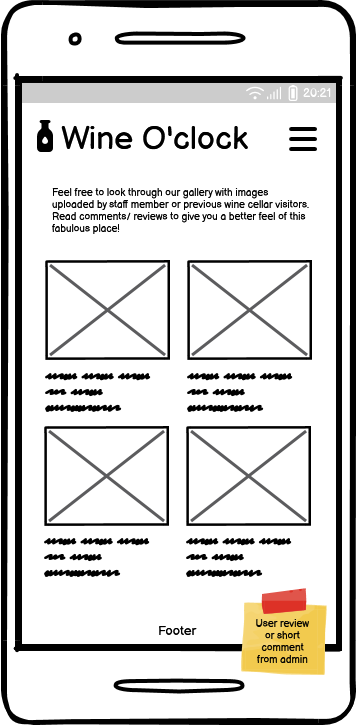 20:21
Wine O'clock
Feel free to look through our gallery with images
uploaded by staff member or previous wine cellar visitors.
Read comments/ reviews to give you a better feel of this
fabulous place!
Footer
User review
or short
comment
from admin